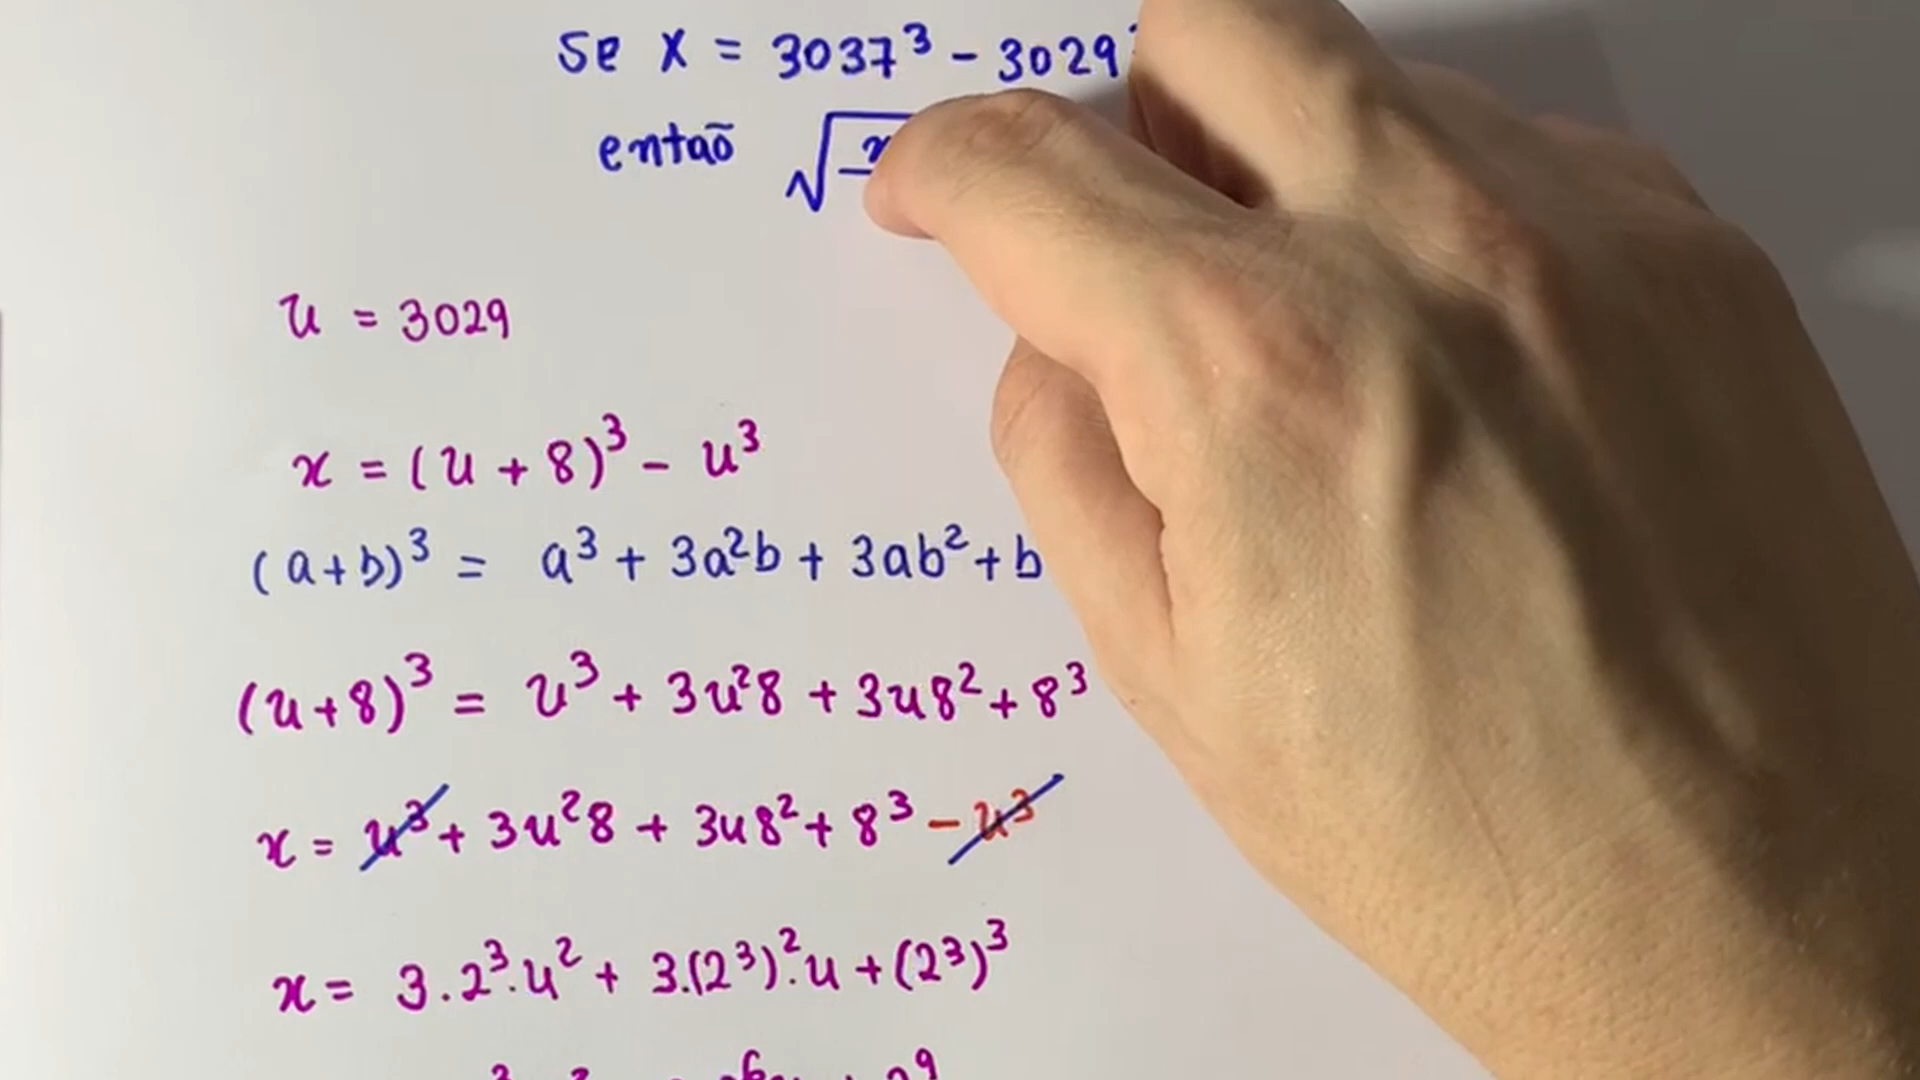 Se X = 3037³ - 3029
então √
u = 3029
x = (u + 8)³ - u³
(a+b)³ = a³ + 3a²b + 3ab² + b
(u+8)³ = u³ + 3u²8 + 3u8² + 8³
x = u³ + 3u²8 + 3u8² + 8³ - u³
x = 3.2³.u² + 3.(2³)².u + (2³)³